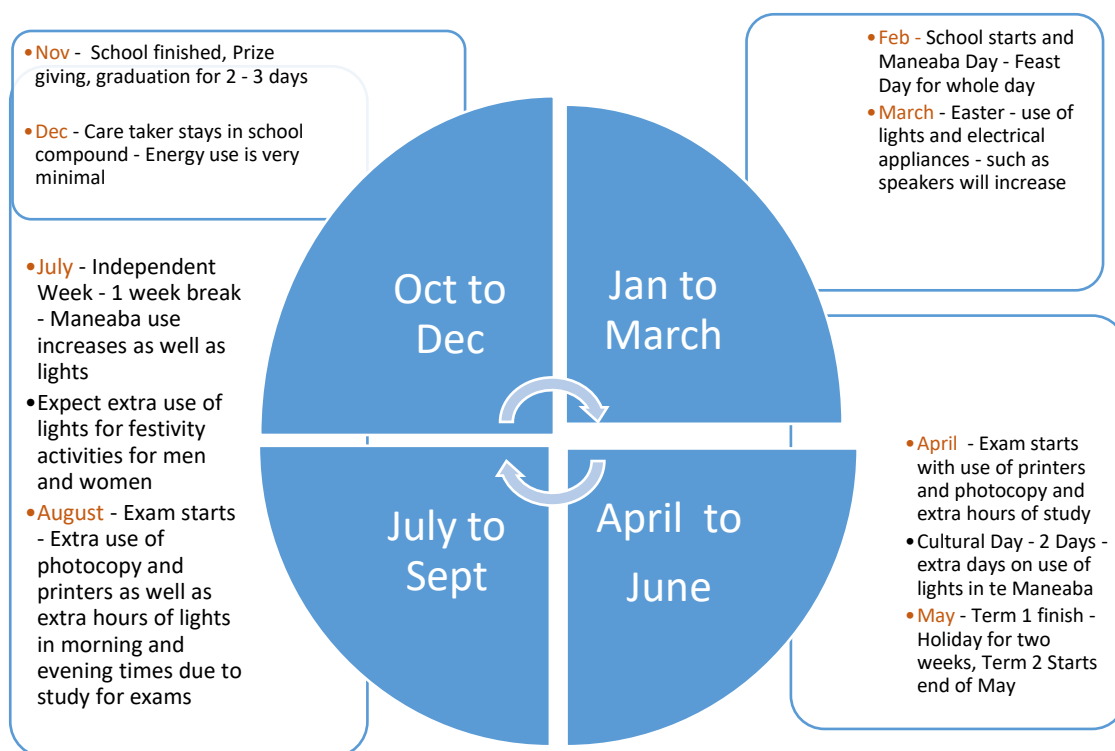 •Nov - School finished, Prize
giving, graduation for 2 - 3 days
•Dec - Care taker stays in school
compound - Energy use is very
minimal
•Feb - School starts and
Maneaba Day - Feast
Day for whole day
•March - Easter - use of
lights and electrical
appliances - such as
speakers will increase
Oct to
Dec
Jan to
March
•July - Independent
Week - 1 week break
- Maneaba use
increases as well as
lights
•Expect extra use of
lights for festivity
activities for men
and women
•August - Exam starts
- Extra use of
photocopy and
printers as well as
extra hours of lights
in morning and
evening times due to
study for exams
July to
Sept
April to
June
•April - Exam starts
with use of printers
and photocopy and
extra hours of study
•Cultural Day - 2 Days -
extra days on use of
lights in te Maneaba
•May - Term 1 finish -
Holiday for two
weeks, Term 2 Starts
end of May